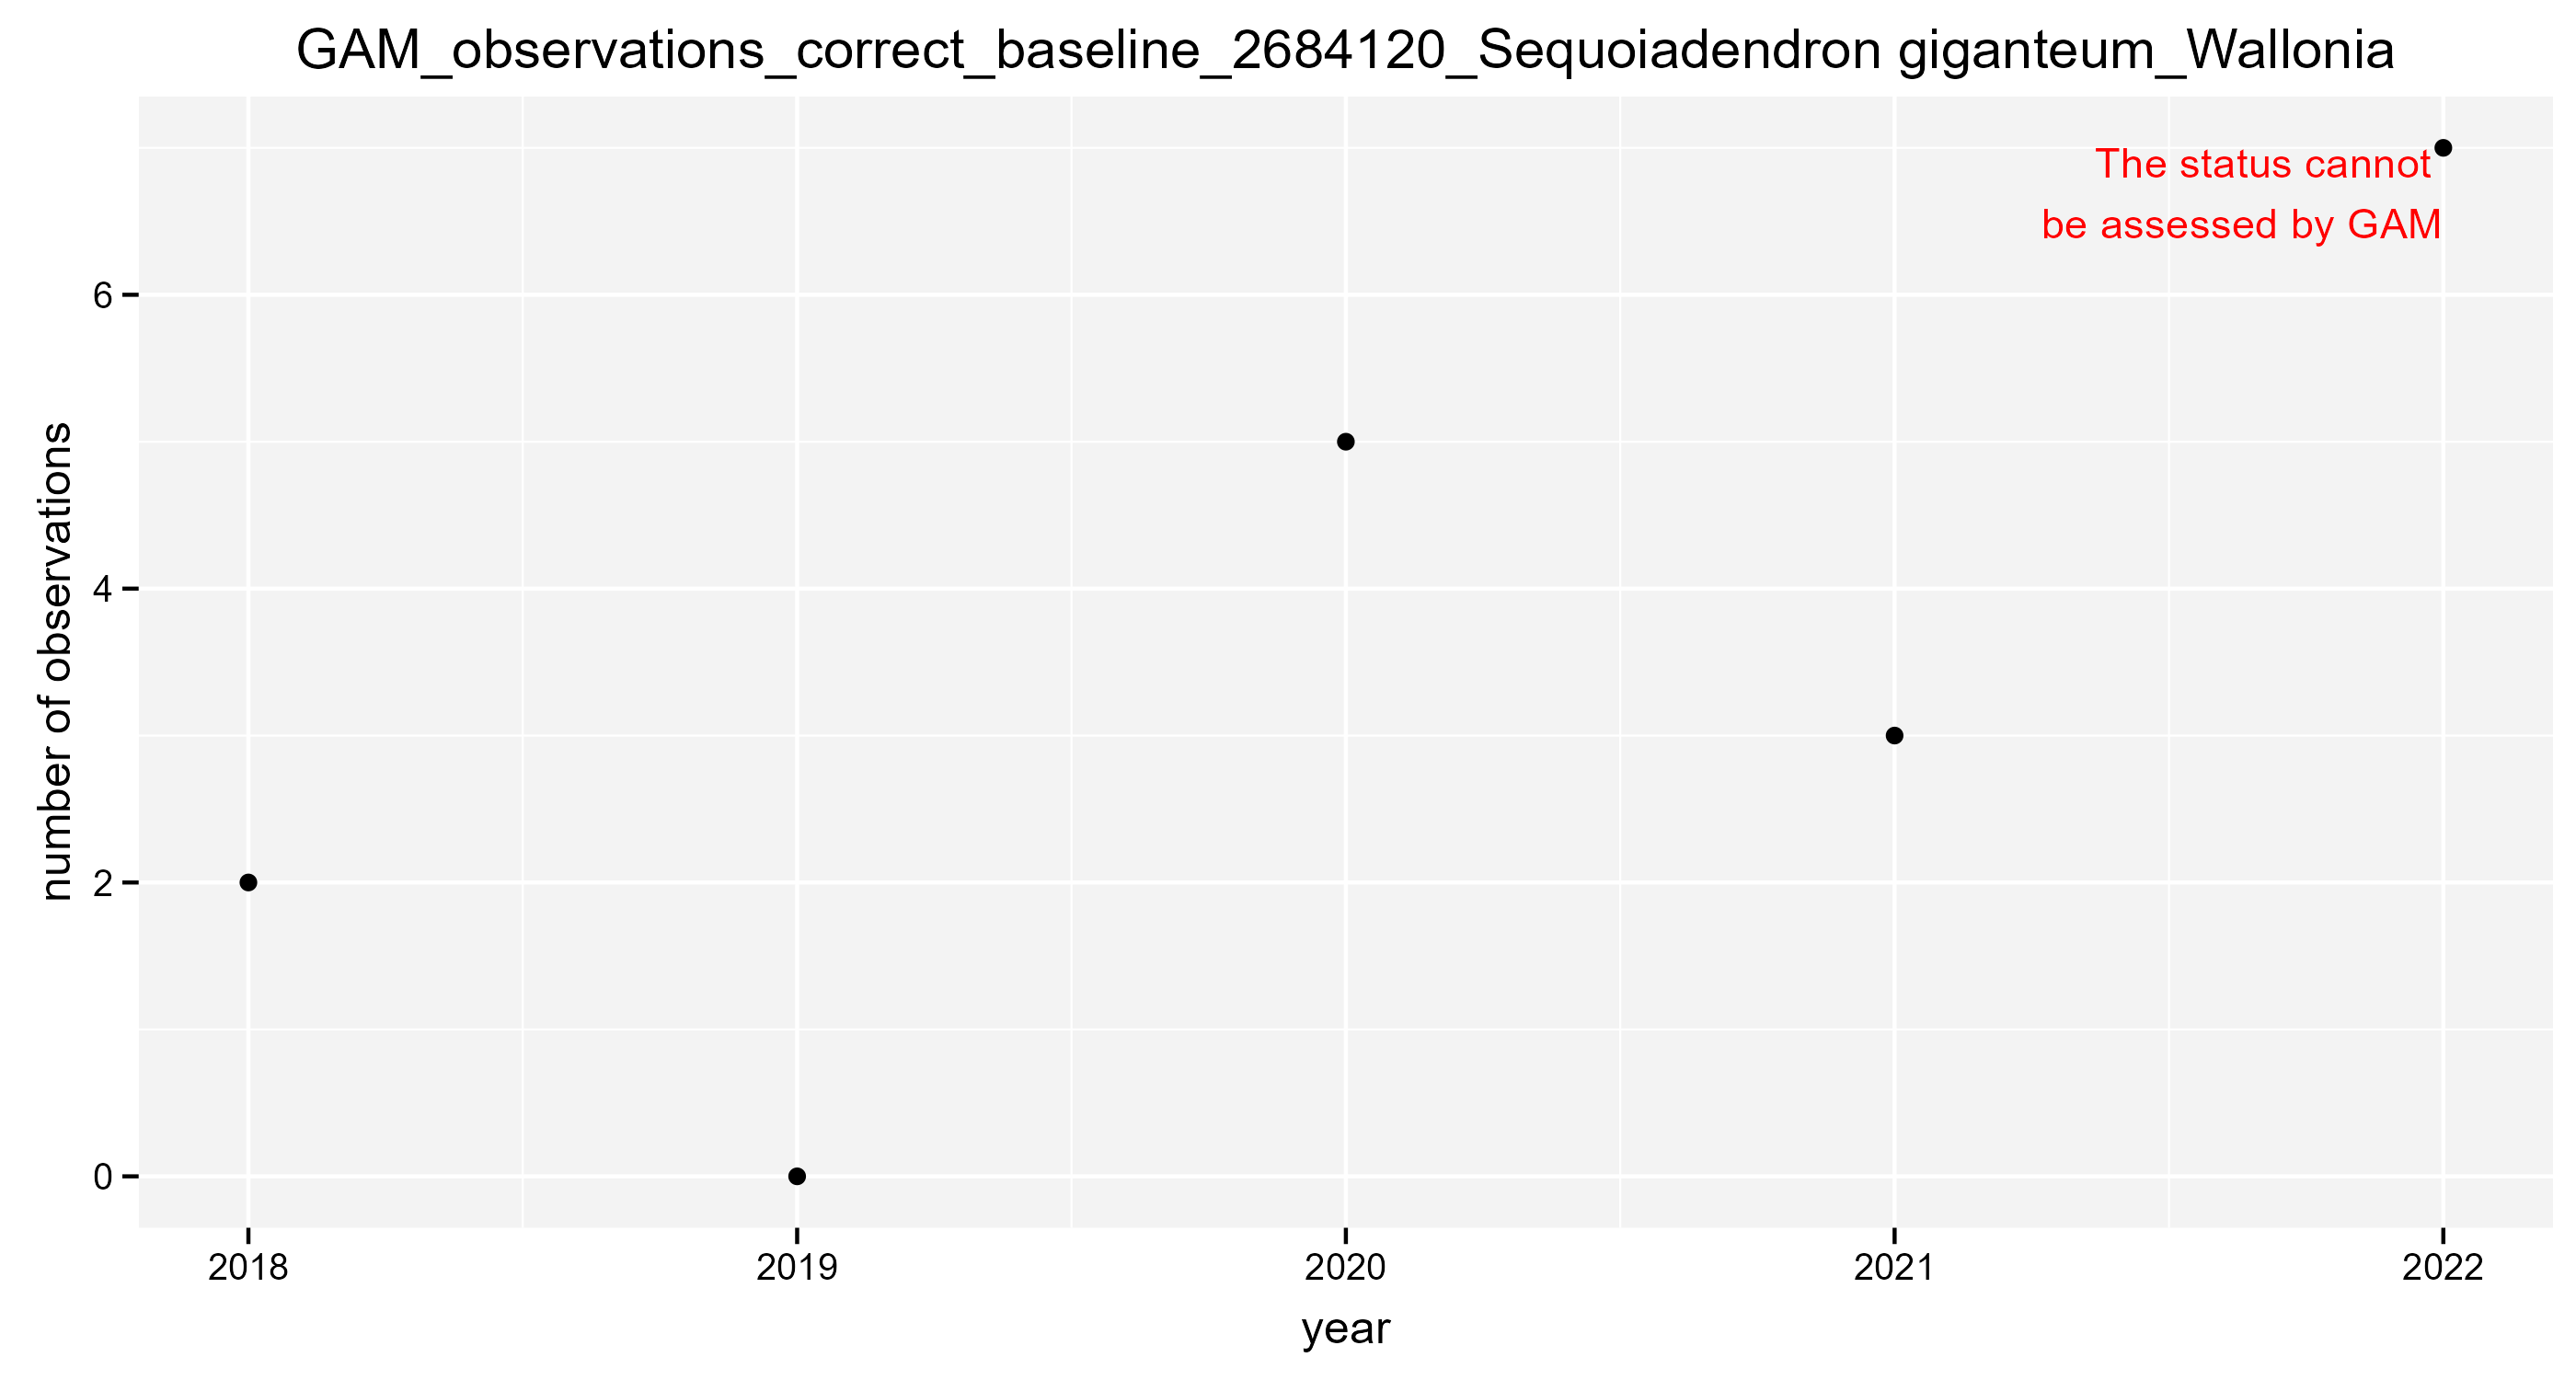 GAM_observations_correct_baseline_2684120_Sequoiadendron giganteum_Wallonia
The status cannot
be assessed by GAM
number of observations
6
4
2
0
2018 2019 2020 2021 2022
year